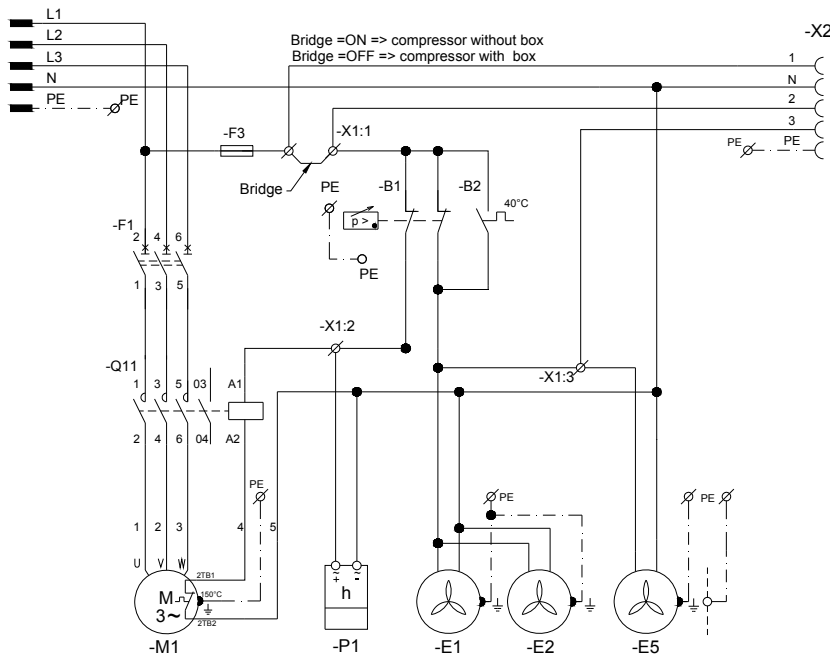 L1
L2
L3
N
PE
PE
Bridge =ON => compressor without box
Bridge =OFF => compressor with box
-X2
1
N
2
3
PE
PE
-F3
-X1:1
Bridge
PE
-B1
-B2
40°C
p >
PE
-F1
2 4 6
1 3 5
-X1:2
-X1:3
-Q11
1 3 5 03 A1
2 4 6 04 A2
PE
PE
PE
1 2 3 4 5
U V W
2TB1
M
3~
150°C
2TB2
~ ~
+ -
h
-M1
-P1
-E1
-E2
-E5